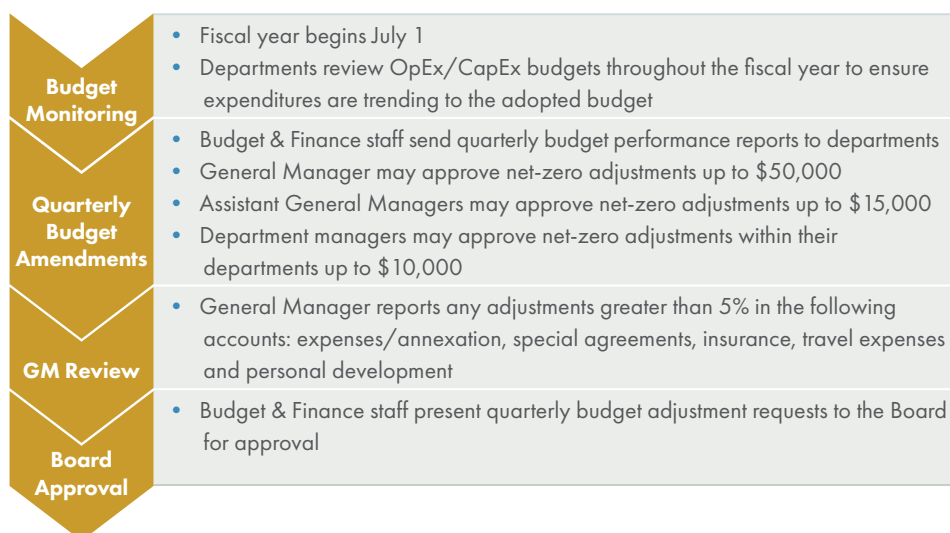 Budget
Monitoring
• Fiscal year begins July 1
• Departments review OpEx/CapEx budgets throughout the fiscal year to ensure
expenditures are trending to the adopted budget
Quarterly
Budget
Amendments
• Budget & Finance staff send quarterly budget performance reports to departments
• General Manager may approve net-zero adjustments up to $50,000
• Assistant General Managers may approve net-zero adjustments up to $15,000
• Department managers may approve net-zero adjustments within their
departments up to $10,000
GM Review
• General Manager reports any adjustments greater than 5% in the following
accounts: expenses/annexation, special agreements, insurance, travel expenses
and personal development
Board
Approval
• Budget & Finance staff present quarterly budget adjustment requests to the Board
for approval